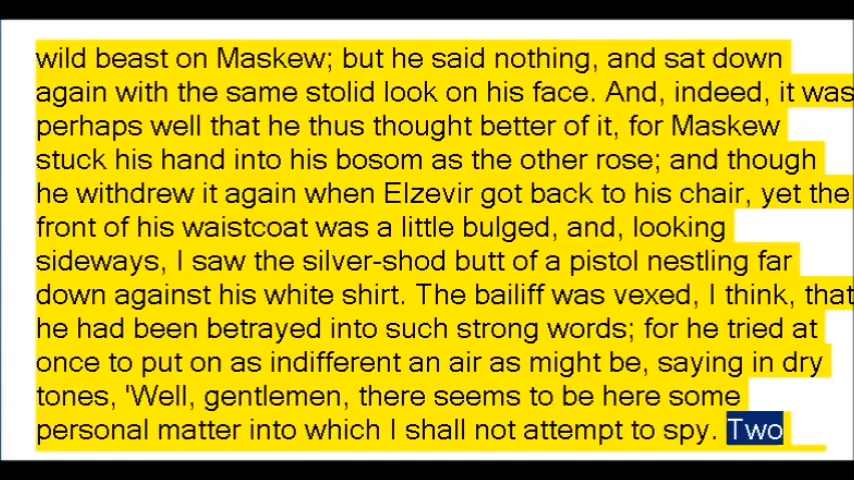 wild beast on Maskew; but he said nothing, and sat down
again with the same stolid look on his face. And, indeed, it was
perhaps well that he thus thought better of it, for Maskew
stuck his hand into his bosom as the other rose; and though
he withdrew it again when Elzevir got back to his chair, yet the
front of his waistcoat was a little bulged, and, looking
sideways, I saw the silver-shod butt of a pistol nestling far
down against his white shirt. The bailiff was vexed, I think, that
he had been betrayed into such strong words; for he tried at
once to put on as indifferent an air as might be, saying in dry
tones, 'Well, gentlemen, there seems to be here some
personal matter into which I shall not attempt to spy. Two